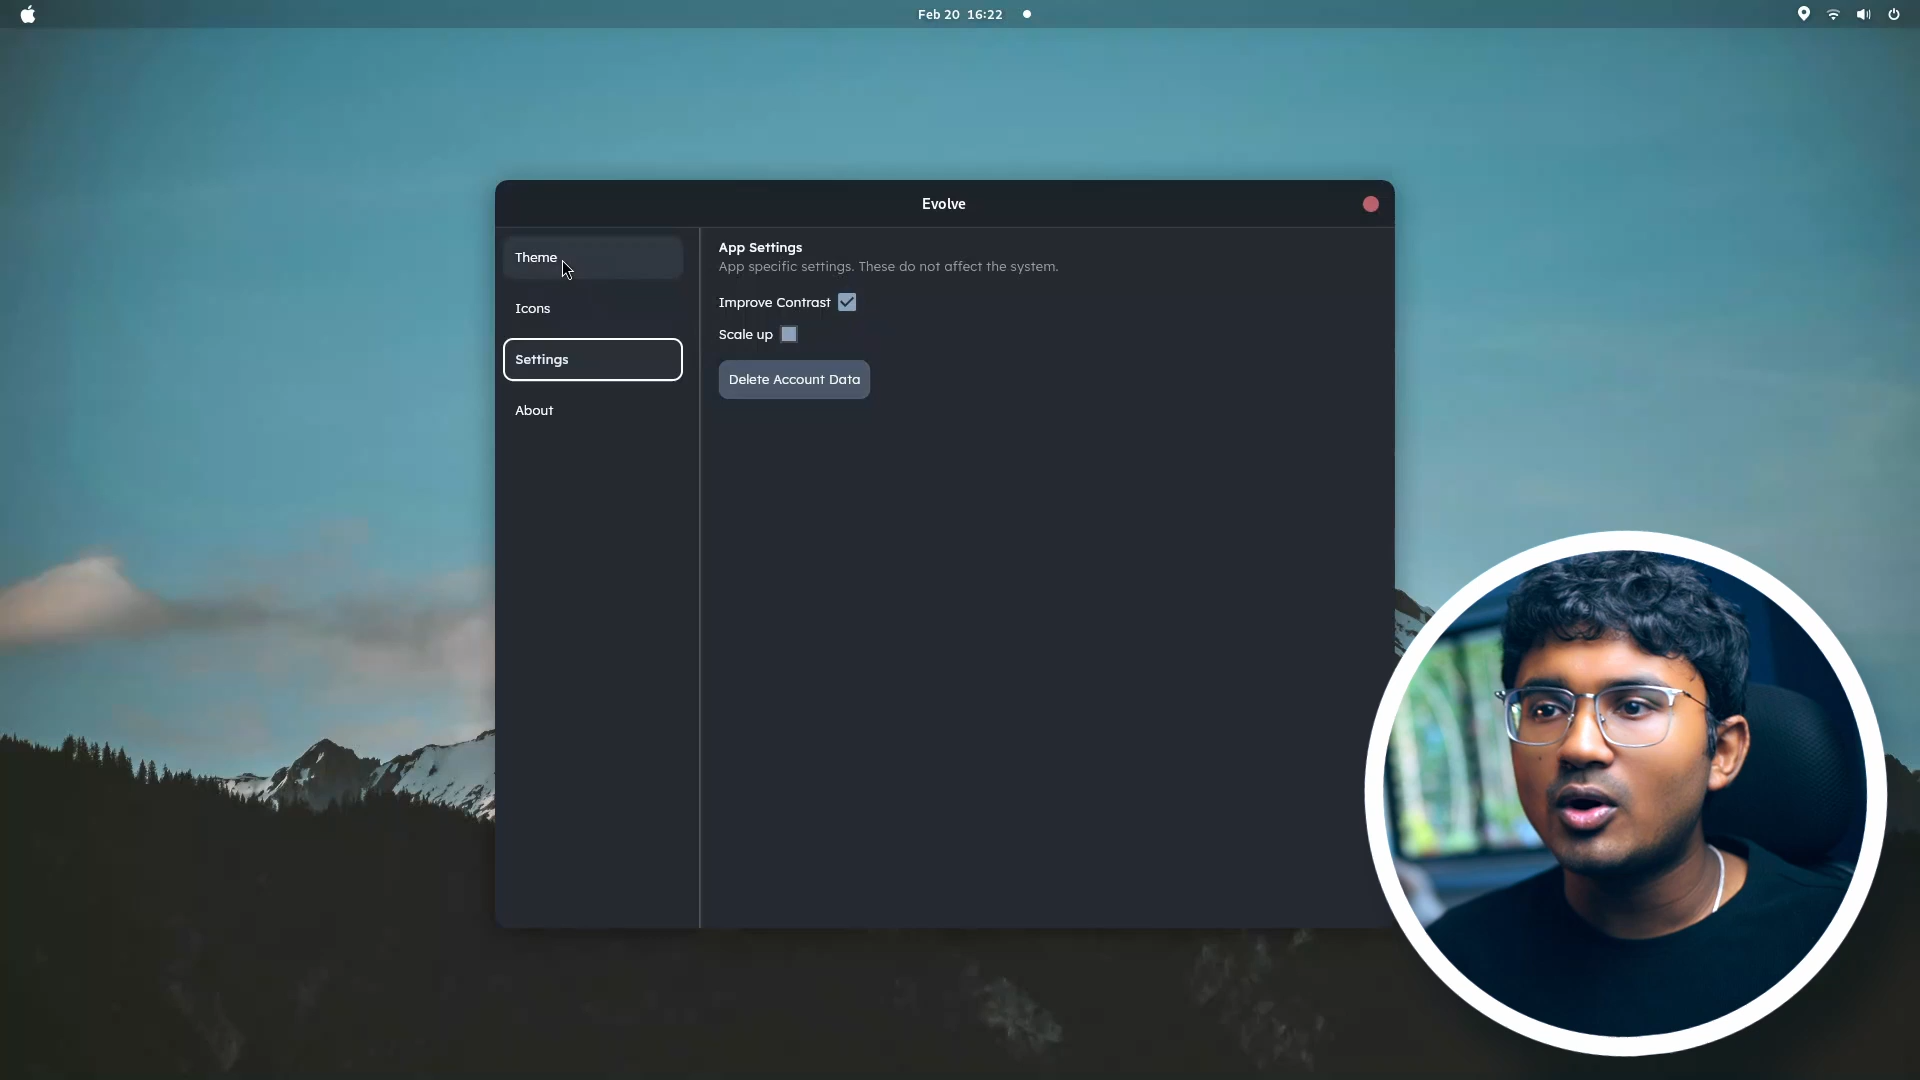 Feb 20 16:22
Evolve
Theme
Icons
Settings
About
App Settings
App specific settings. These do not affect the system.
Improve Contrast
Scale up
Delete Account Data